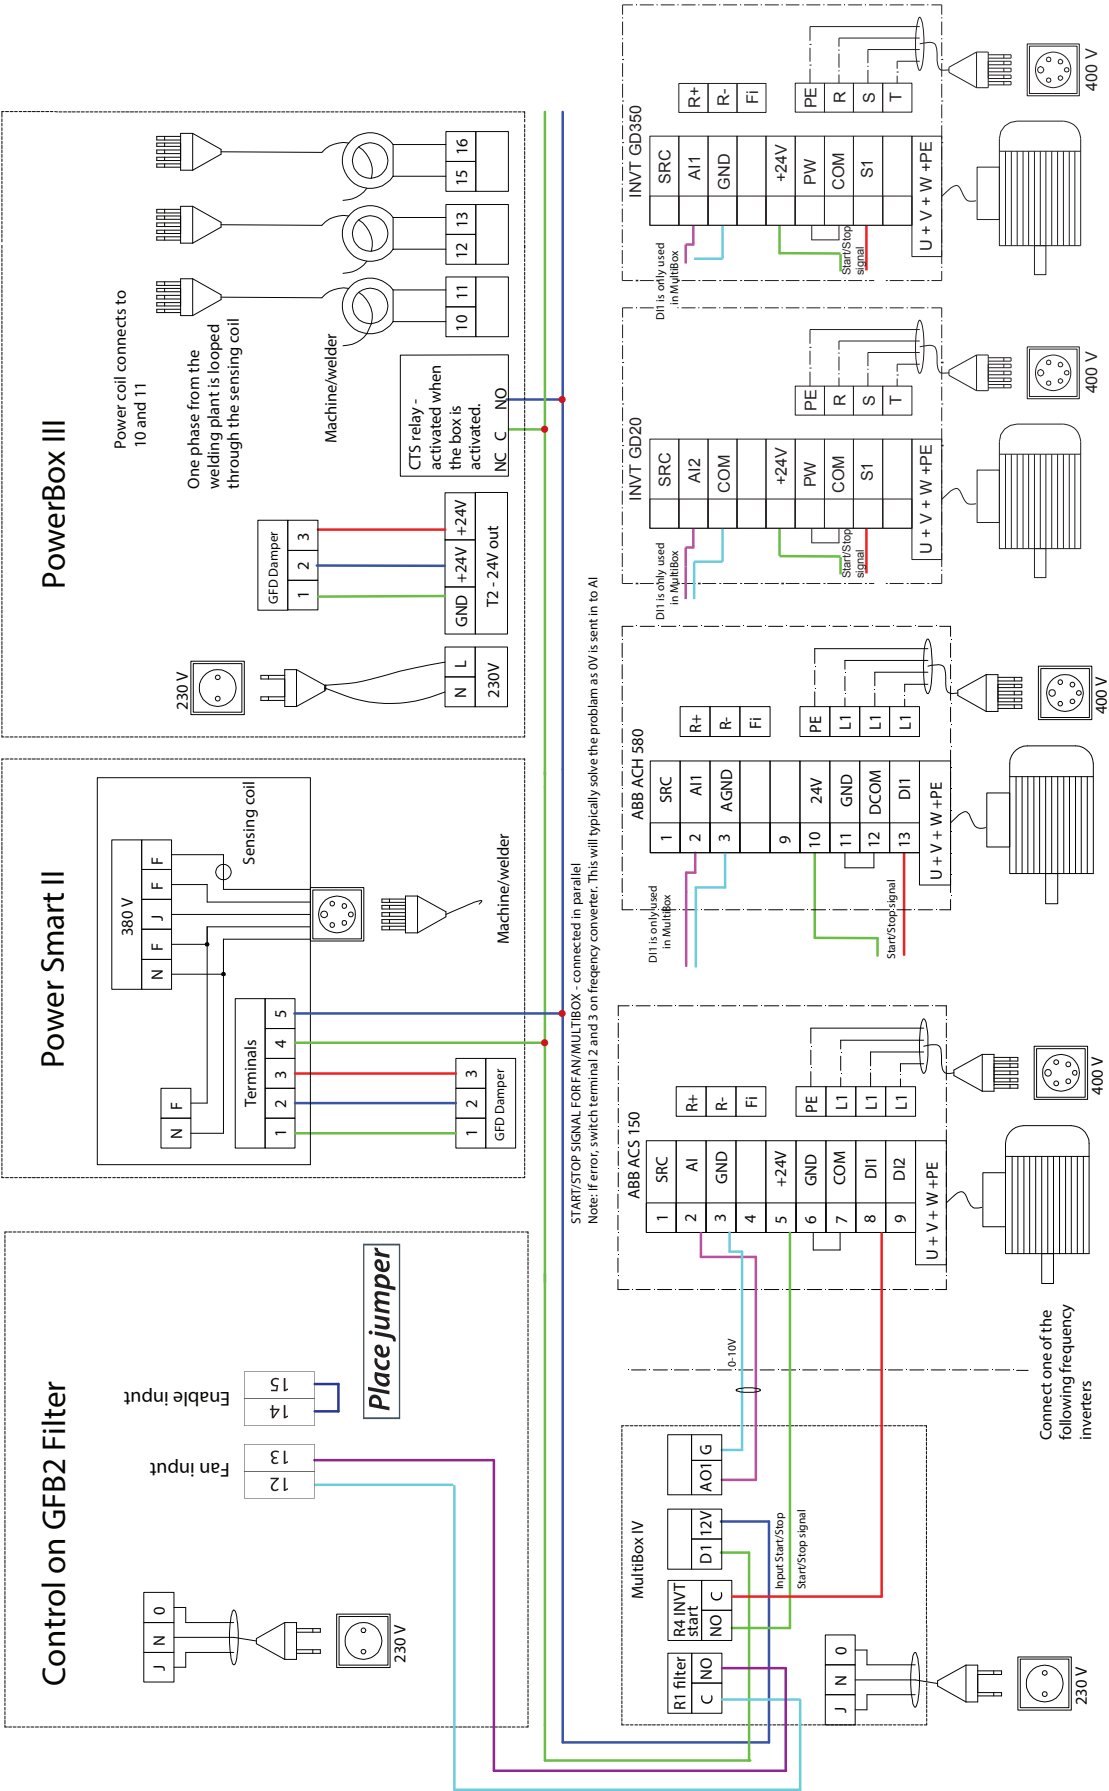 Control on GFB2 Filter
J
N
0
230 V
Fan input
12
13
Enable input
14
15
Place jumper
Power Smart II
380 V
N
F
J
F
F
Sensing coil
N
F
Terminals
1
2
3
4
5
1
2
3
GFD Damper
Machine/welder
PowerBox III
230 V
N
L
230V
GFD Damper
1
2
3
GND
+24V
+24V
T2 - 24V out
Power coil connects to
10 and 11
One phase from the
welding plant is looped
through the sensing coil
Machine/welder
CTS relay -
activated when
the box is
activated.
NC
C
NO
10
11
12
13
15
16
START/STOP SIGNAL FOR FAN/MULTIBOX - connected in parallel
Note: If error, switch terminal 2 and 3 on freqency converter. This will typically solve the problam as 0V is sent in to AI
MultiBox IV
R1 filter
C
NO
R4 INVT
start
NO
C
D1
12V
AO1
G
Input Start/Stop
Start/Stop signal
J
N
0
230 V
0-10V
Connect one of the
following frequency
inverters
ABB ACS 150
1
SRC
2
AI
3
GND
4
5
+24V
6
GND
7
COM
8
DI1
9
DI2
U + V + W +PE
R+
R-
Fi
PE
L1
L1
L1
400 V
ABB ACH 580
DI1 is only used
in MultiBox
1
SRC
2
AI1
3
AGND
9
10
24V
11
GND
12
DCOM
13
DI1
U + V + W +PE
Start/Stop signal
R+
R-
Fi
PE
L1
L1
L1
400 V
INVT GD20
DI1 is only used
in MultiBox
SRC
AI2
COM
+24V
PW
COM
S1
U + V + W +PE
Start/Stop
signal
PE
R
S
T
400 V
INVT GD350
DI1 is only used
in MultiBox
SRC
AI1
GND
+24V
PW
COM
S1
U + V + W +PE
Start/Stop
signal
R+
R-
Fi
PE
R
S
T
400 V